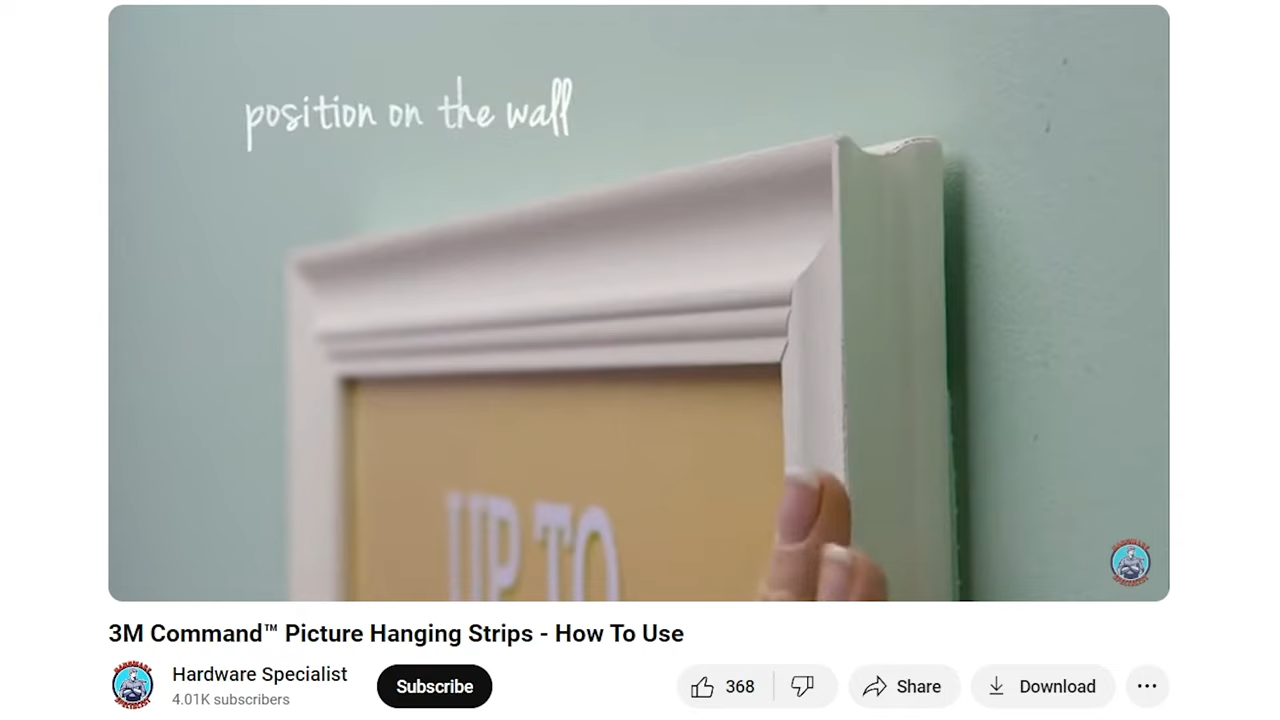 position on the wall
UP TO
3M Command™ Picture Hanging Strips - How To Use
Hardware Specialist
4.01K subscribers
Subscribe
368
Share
Download